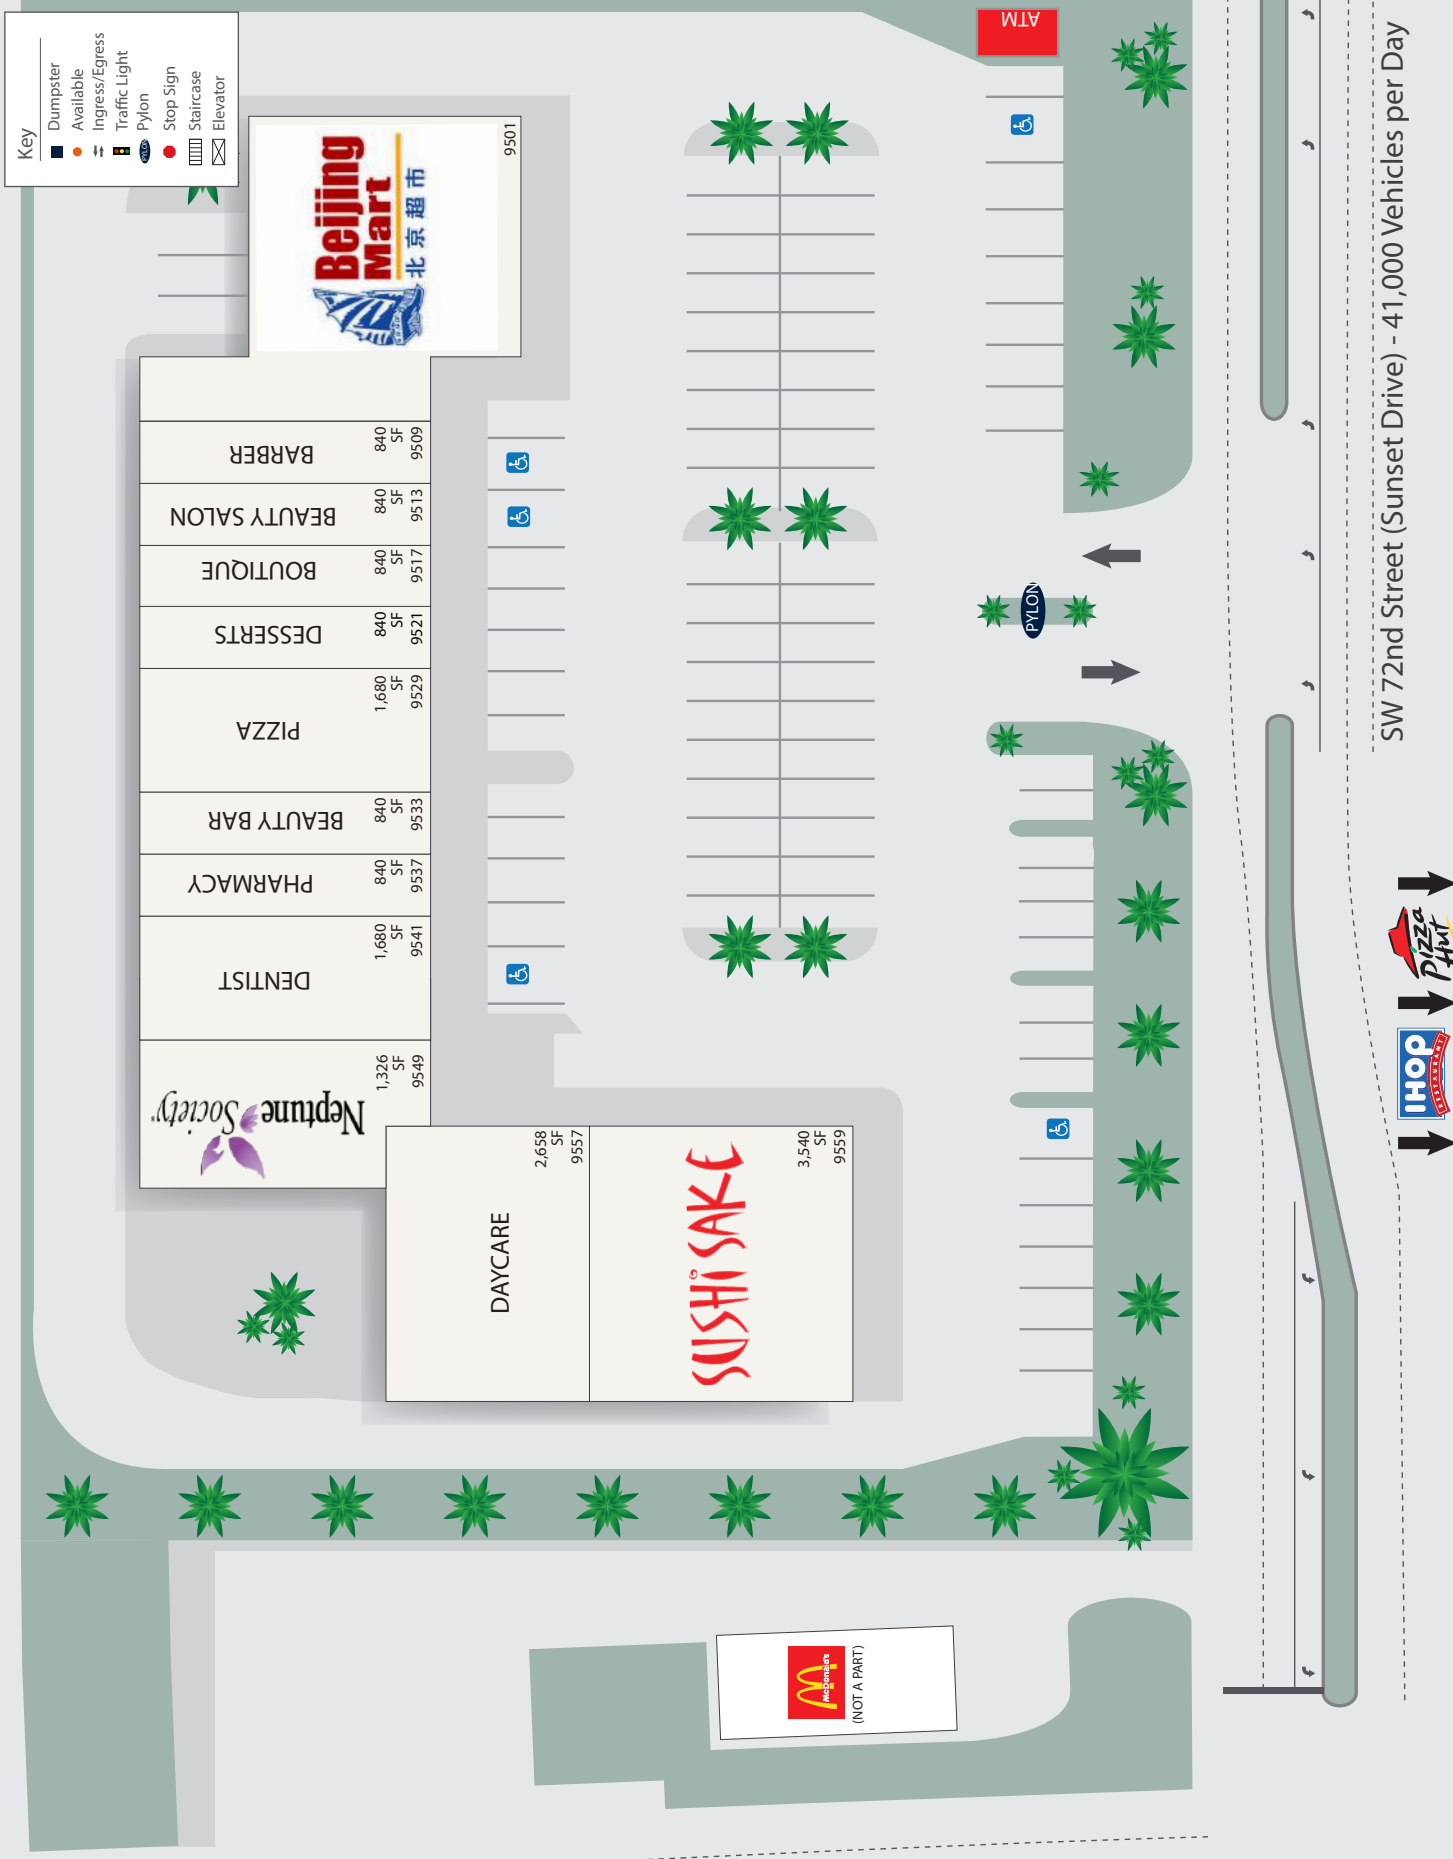 Key
Dumpster
Available
Ingress/Egress
Traffic Light
PYLON
Pylon
Stop Sign
Staircase
Elevator
ATM
Beijing
Mart
北京超市
9501
BARBER
840
SF
9509
BEAUTY SALON
840
SF
9513
BOUTIQUE
840
SF
9517
DESSERTS
840
SF
9521
PIZZA
1,680
SF
9529
BEAUTY BAR
840
SF
9533
PHARMACY
840
SF
9537
DENTIST
1,680
SF
9541
Neptune
Society
1,326
SF
9549
DAYCARE
2,658
SF
9557
SUSHi SAKE
3,540
SF
9559
PYLON
SW 72nd Street (Sunset Drive) - 41,000 Vehicles per Day
Pizza
Hut
IHOP
RESTAURANT
McDonald's
(NOT A PART)